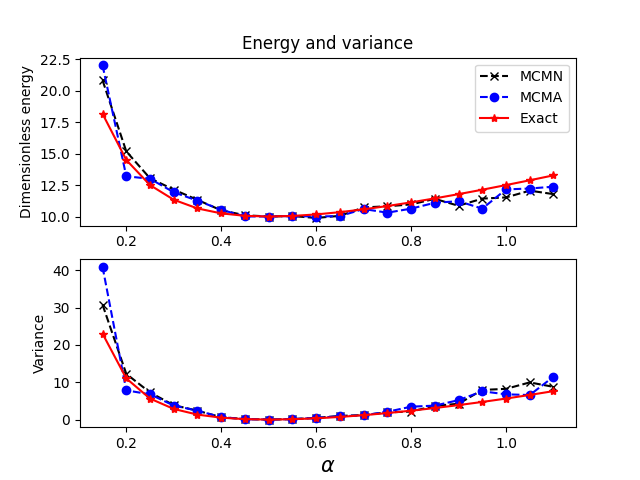 Energy and variance
Dimensionless energy
22.5
20.0
17.5
15.0
12.5
10.0
MCMN
MCMA
Exact
0.2 0.4 0.6 0.8 1.0
Variance
40
30
20
10
0
0.2 0.4 0.6 0.8 1.0
α